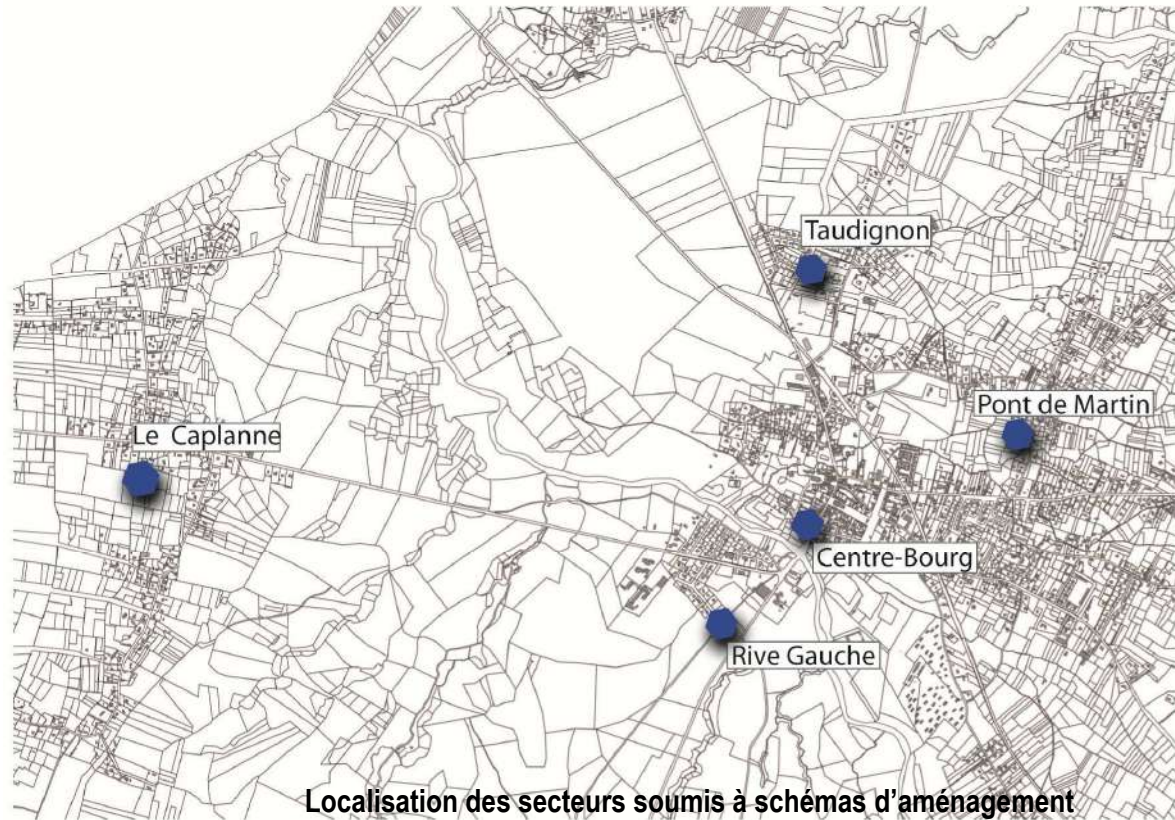 Taudignon
Pont de Martin
Le Caplanne
Centre-Bourg
Rive Gauche
Localisation des secteurs soumis à schémas d'aménagement